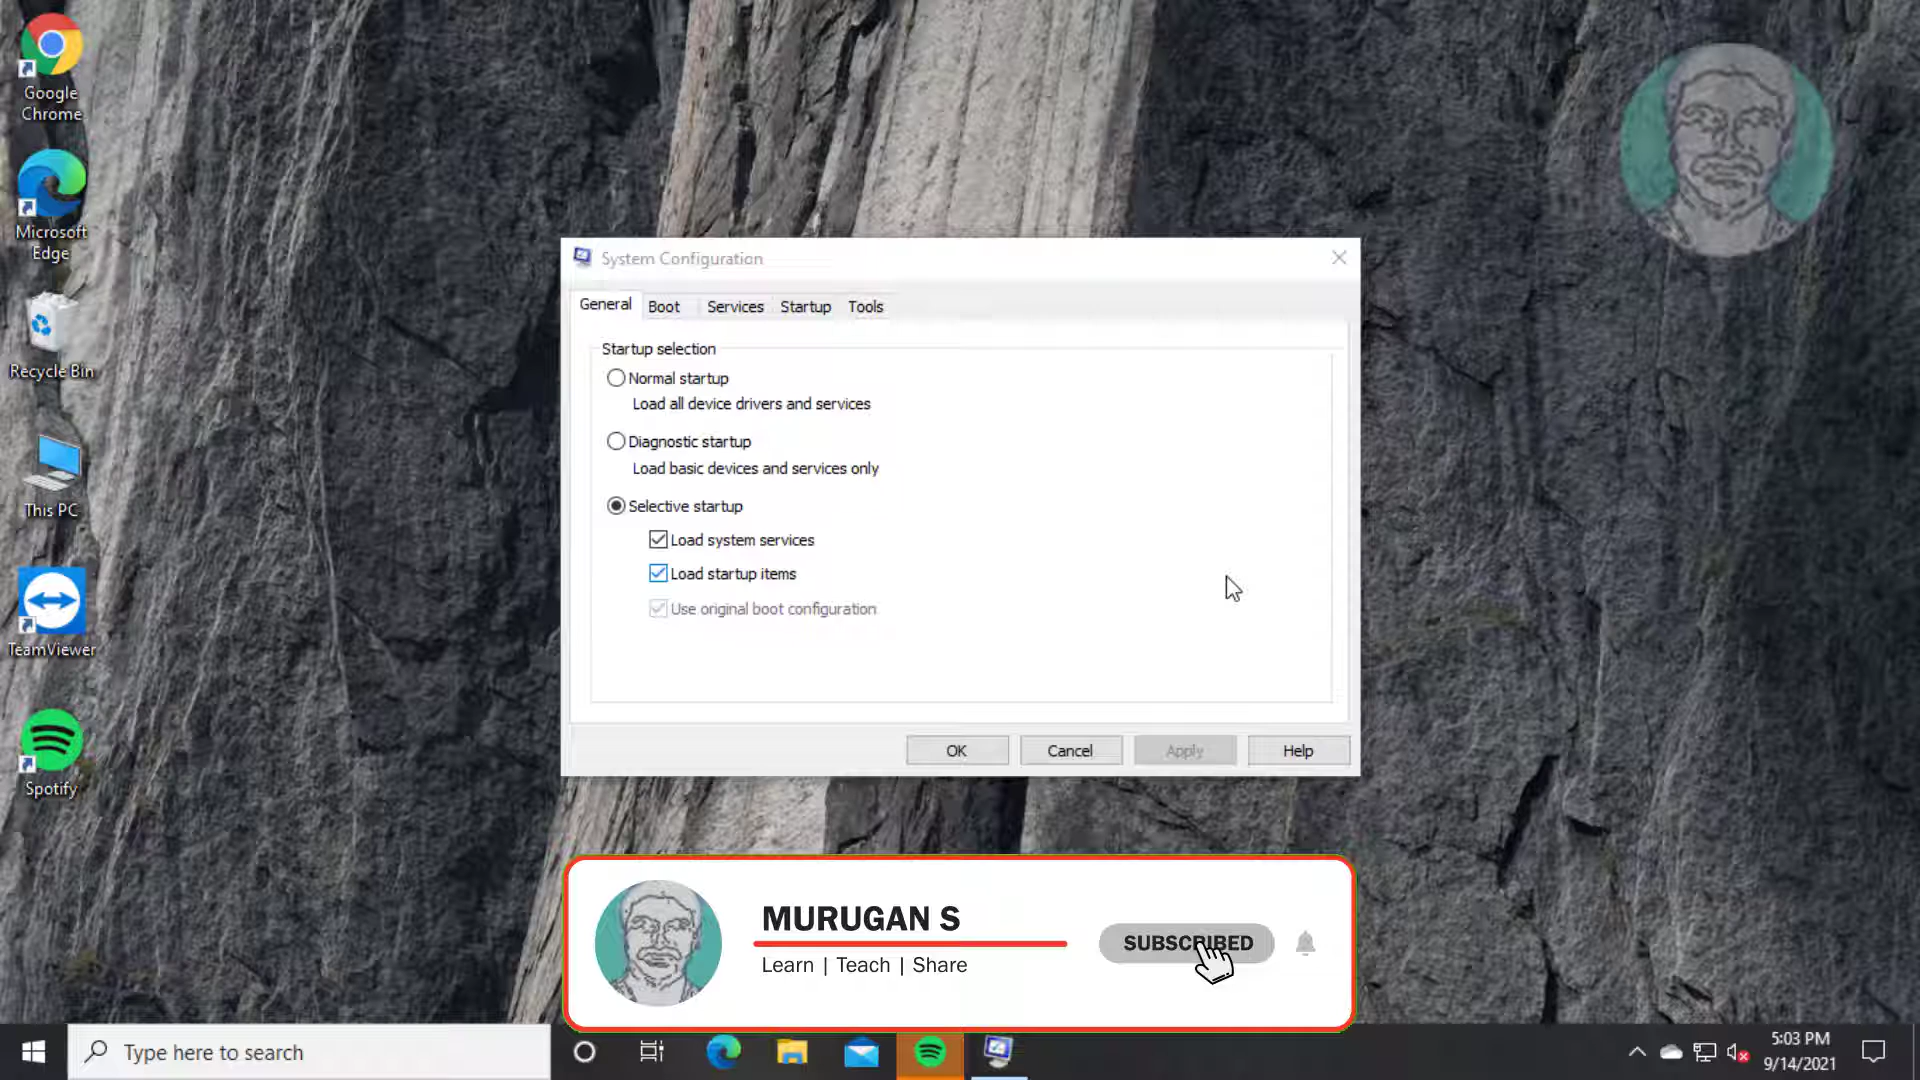 Google
Chrome
Microsoft
Edge
Recycle Bin
This PC
TeamViewer
Spotify
System Configuration
General
Boot
Services
Startup
Tools
Startup selection
Normal startup
Load all device drivers and services
Diagnostic startup
Load basic devices and services only
Selective startup
Load system services
Load startup items
Use original boot configuration
OK
Cancel
Apply
Help
MURUGAN S
Learn | Teach | Share
SUBSCRIBED
Type here to search
5:03 PM
9/14/2021